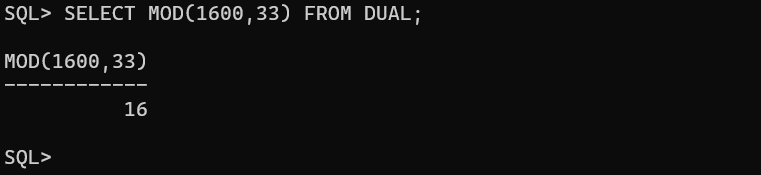 SQL> SELECT MOD(1600,33) FROM DUAL;
MOD(1600,33)
------------
16
SQL>